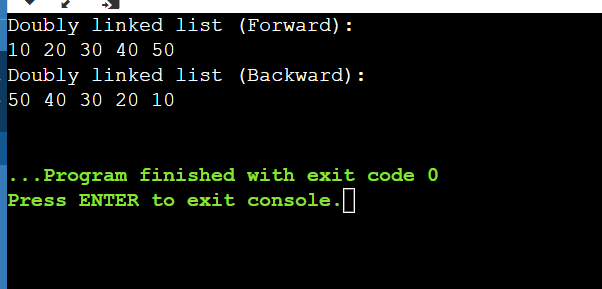 Doubly linked list (Forward):
10 20 30 40 50
Doubly linked list (Backward):
50 40 30 20 10
...Program finished with exit code 0
Press ENTER to exit console.